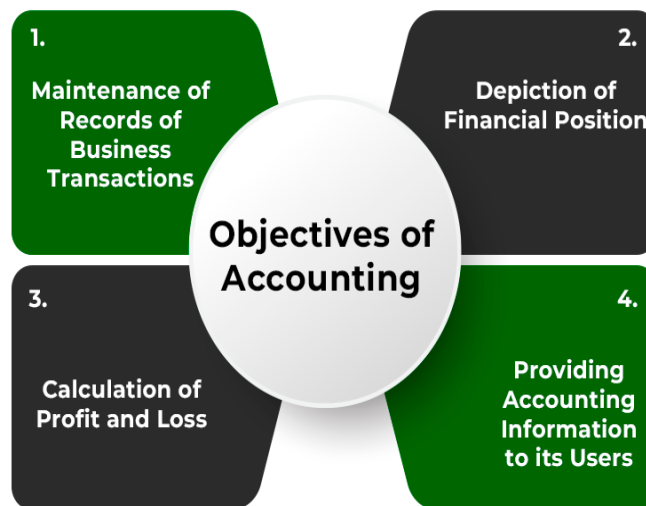 1.
Maintenance of
Records of
Business
Transactions
2.
Depiction of
Financial Position
Objectives of
Accounting
3.
Calculation of
Profit and Loss
4.
Providing
Accounting
Information
to its Users